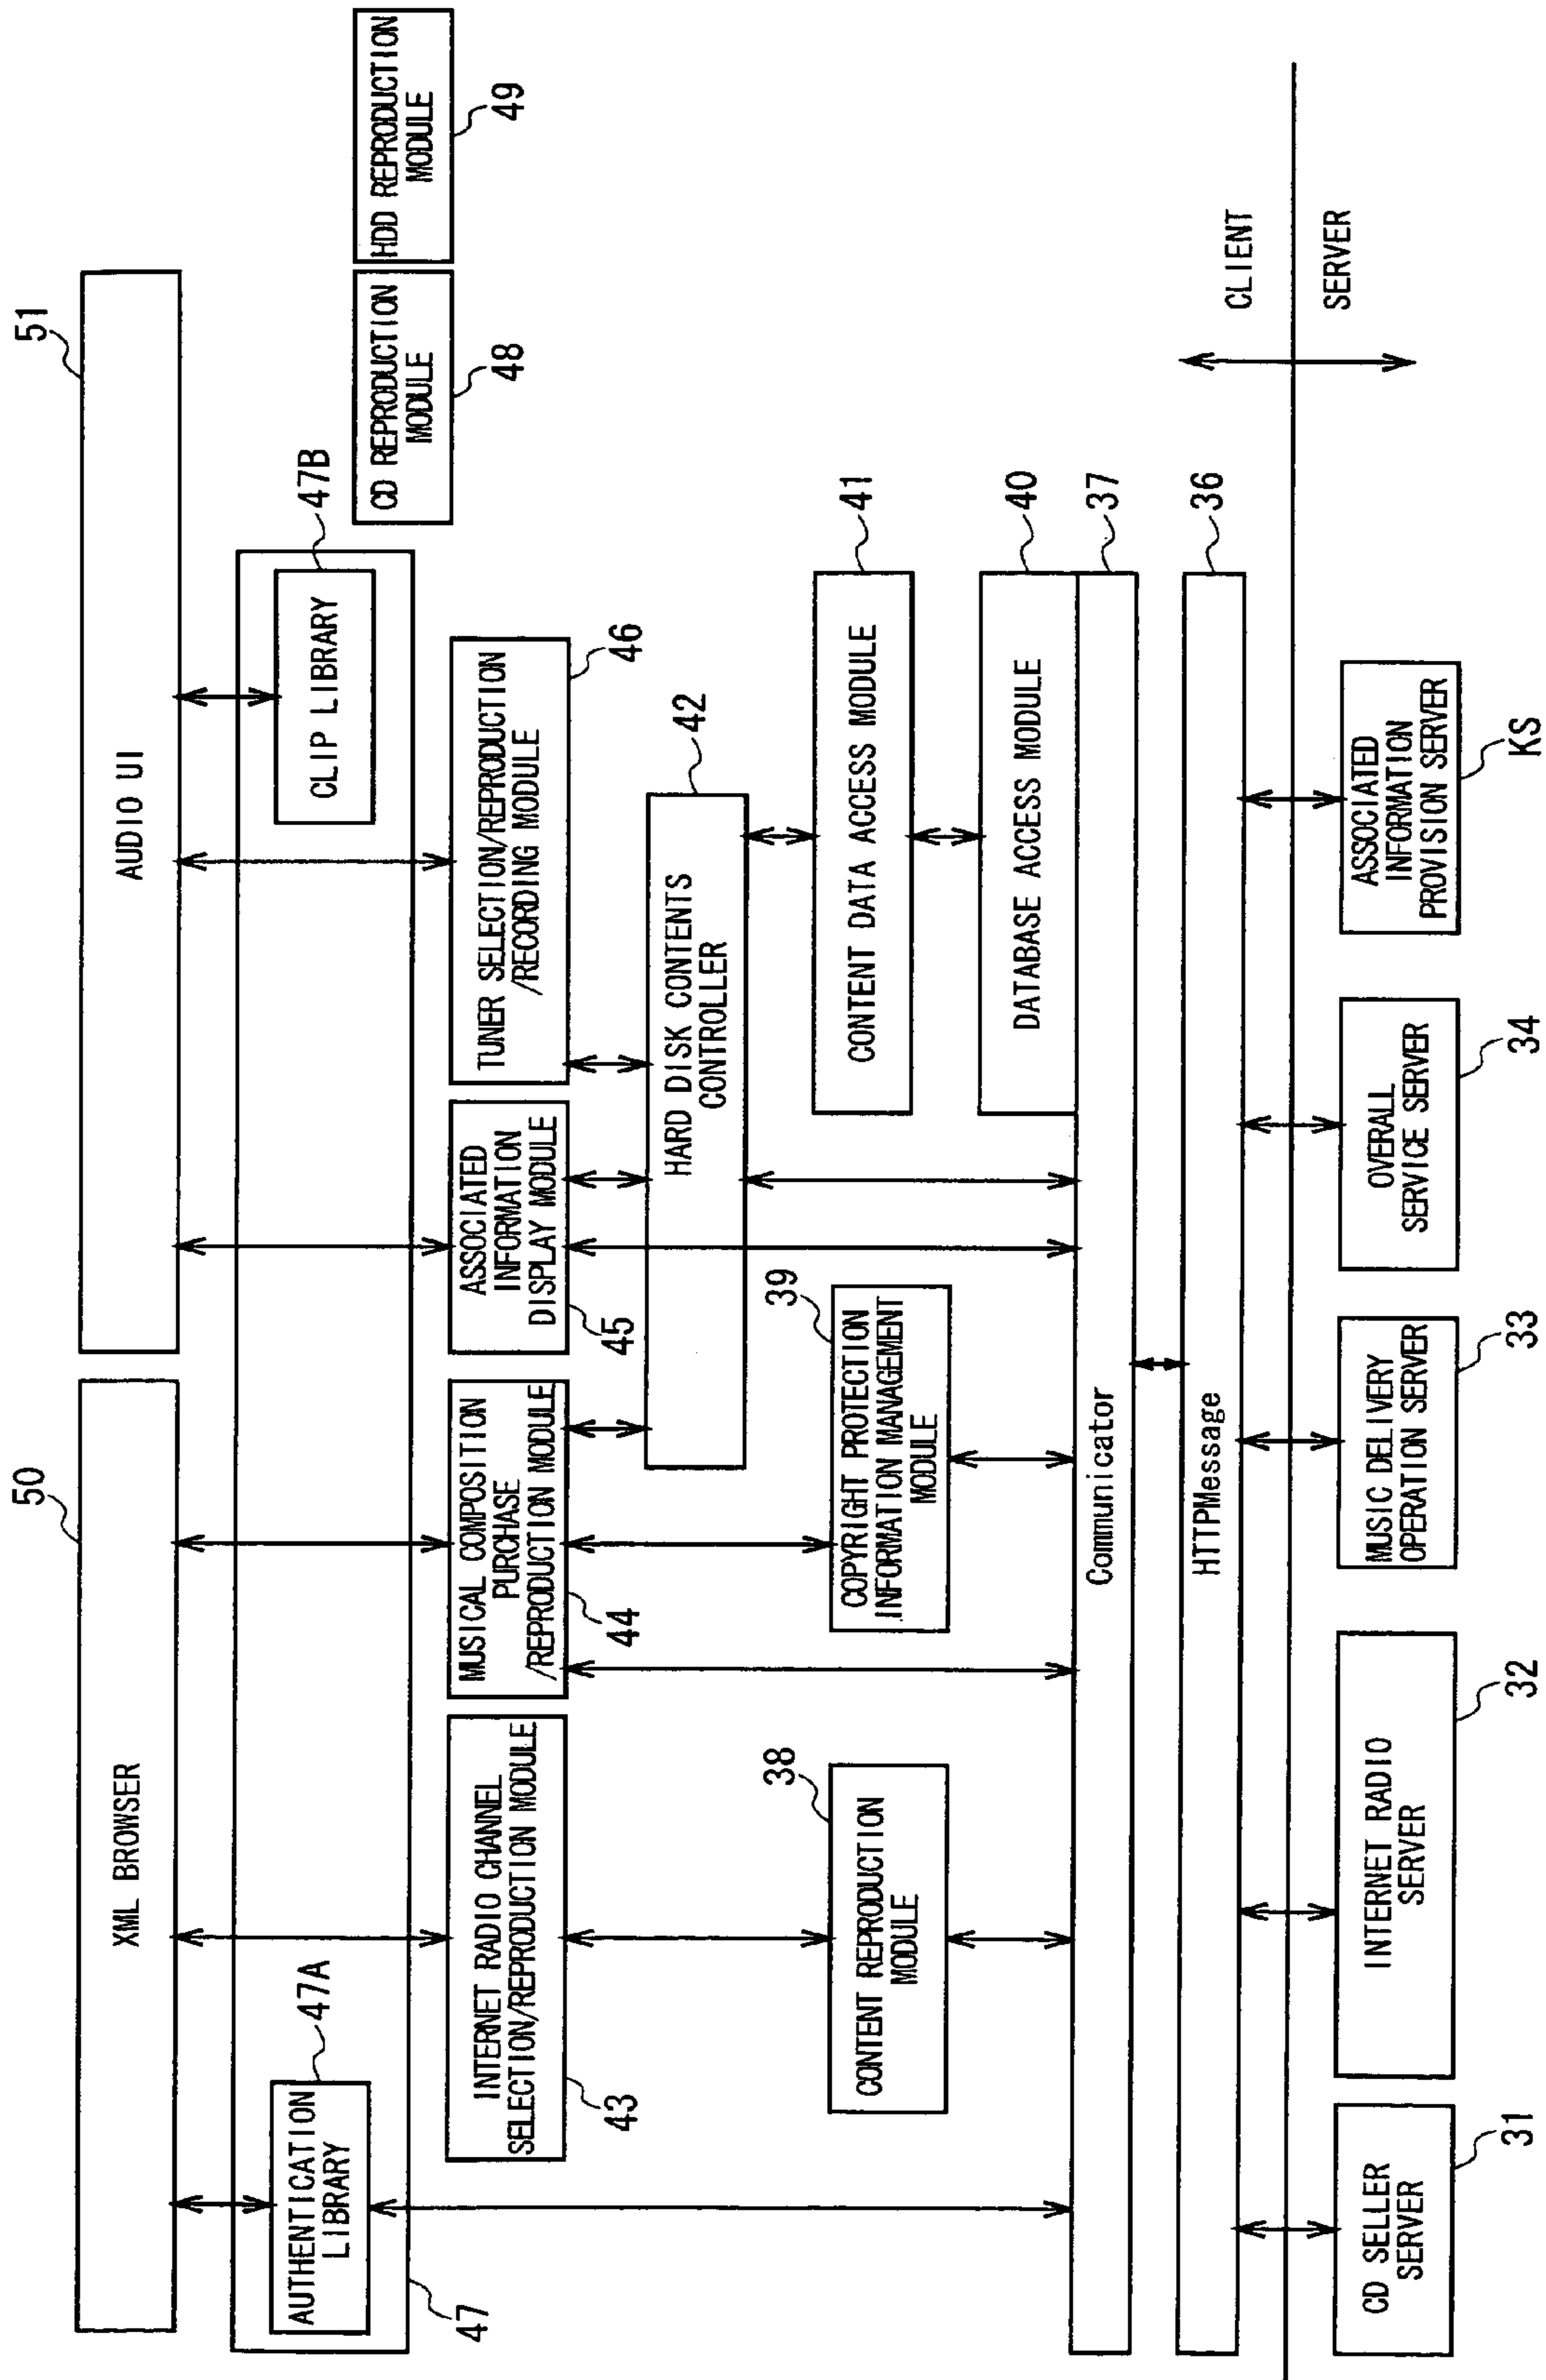 50
XML BROWSER
51
AUDIO UI
47A
AUTHENTICATION
LIBRARY
47
47B
CLIP LIBRARY
INTERNET RADIO CHANNEL
SELECTION/REPRODUCTION MODULE
43
MUSICAL COMPOSITION
PURCHASE
/REPRODUCTION MODULE
44
ASSOCIATED
INFORMATION
DISPLAY MODULE
45
TUNER SELECTION/REPRODUCTION
/RECORDING MODULE
46
CD REPRODUCTION
MODULE
48
HDD REPRODUCTION
MODULE
49
HARD DISK CONTENTS
CONTROLLER
42
38
CONTENT REPRODUCTION
MODULE
39
COPYRIGHT PROTECTION
INFORMATION MANAGEMENT
MODULE
CONTENT DATA ACCESS MODULE
41
DATABASE ACCESS MODULE
40
Communicator
37
HTTPMessage
36
CLIENT
SERVER
CD SELLER
SERVER
31
INTERNET RADIO
SERVER
32
MUSIC DELIVERY
OPERATION SERVER
33
OVERALL
SERVICE SERVER
34
ASSOCIATED
INFORMATION
PROVISION SERVER
KS